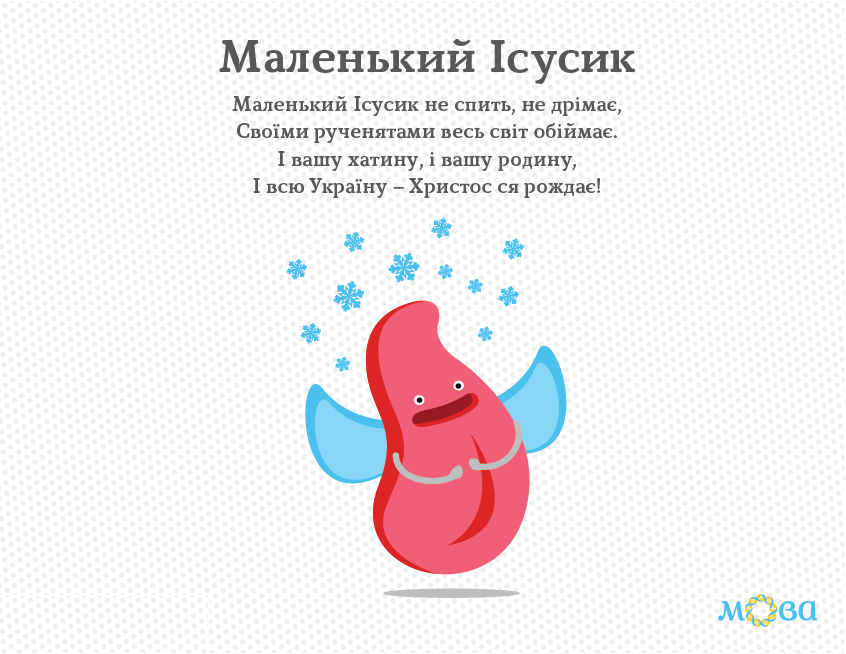 Маленький Ісусик
Маленький Ісусик не спить, не дрімає,
Своїми рученятами весь світ обіймає.
І вашу хатину, і вашу родину,
І всю Україну – Христос ся рождає!
мова